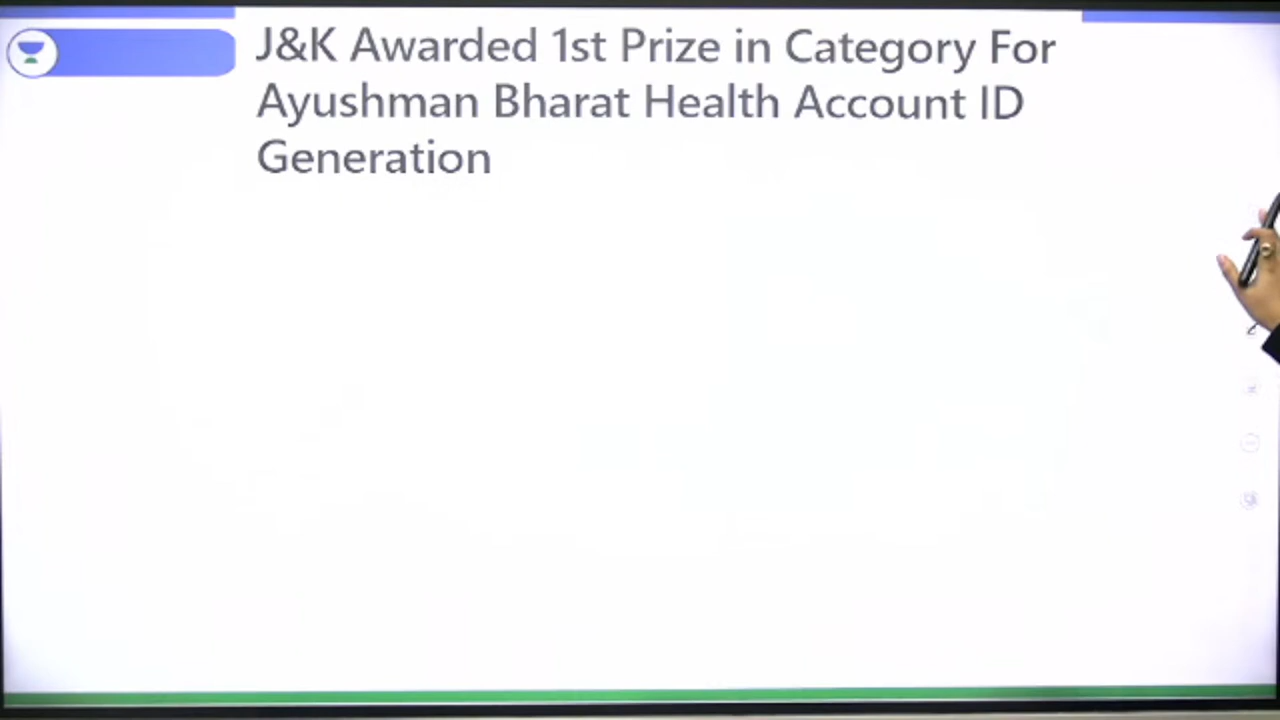 J&K Awarded 1st Prize in Category For
Ayushman Bharat Health Account ID
Generation